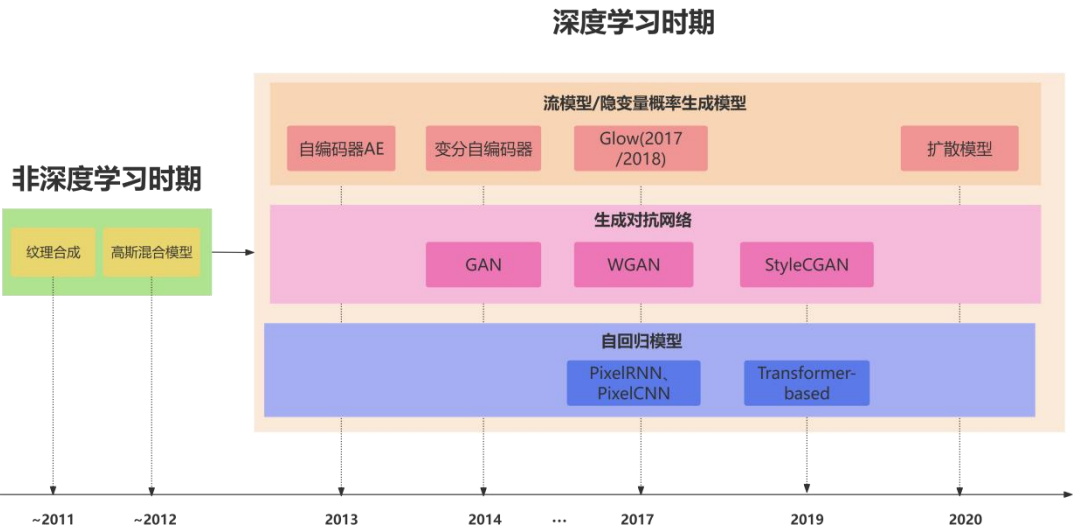 深度学习时期
流模型/隐变量概率生成模型
自编码器AE
变分自编码器
Glow(2017
/2018)
扩散模型
非深度学习时期
纹理合成
高斯混合模型
生成对抗网络
GAN
WGAN
StyleCGAN
自回归模型
PixelRNN、
PixelCNN
Transformer-
based
~2011
~2012
2013
2014
...
2017
2019
2020